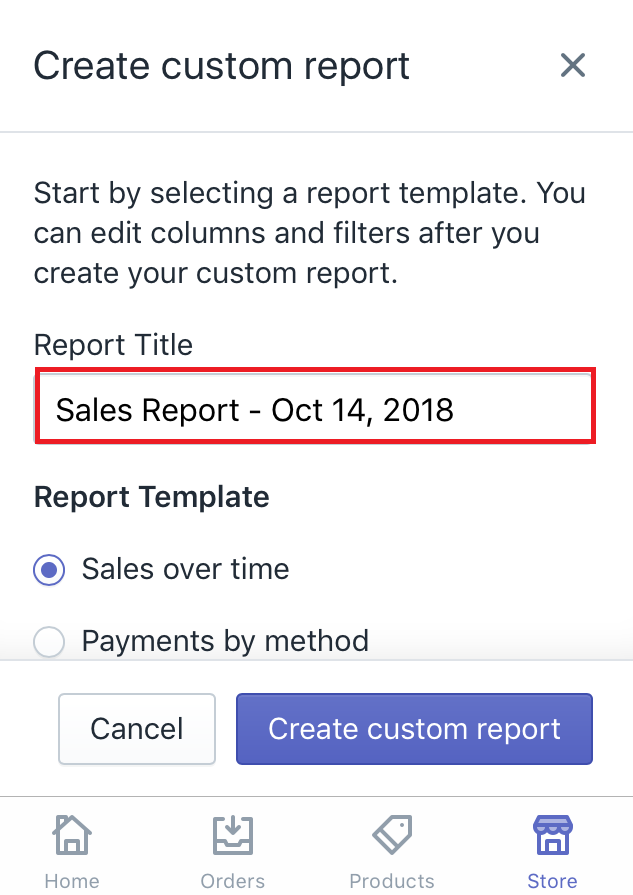 Create custom report
Start by selecting a report template. You
can edit columns and filters after you
create your custom report.
Report Title
Sales Report - Oct 14, 2018
Report Template
Sales over time
Payments by method
Cancel
Create custom report
Home
Orders
Products
Store